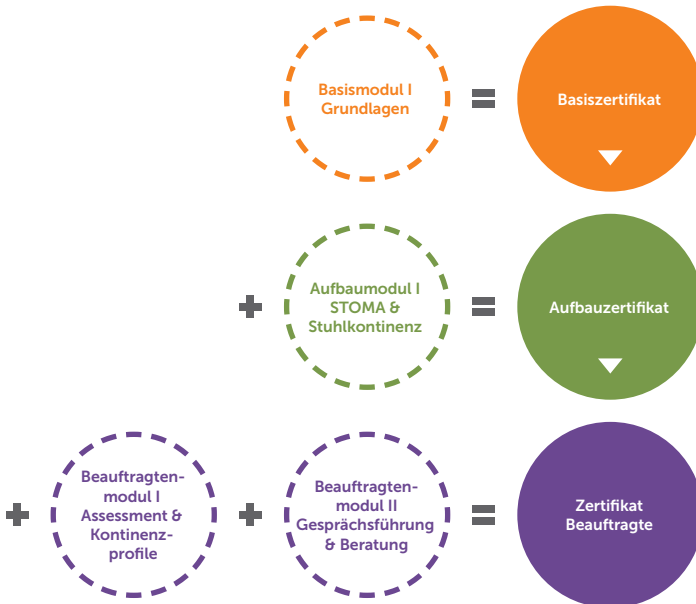 Basismodul I
Grundlagen
Basiszertifikat
Aufbaumodul I
STOMA &
Stuhlkontinenz
Aufbauzertifikat
Beauftragten-
modul I
Assessment &
Kontinenz-
profile
Beauftragten-
modul II
Gesprächsführung
& Beratung
Zertifikat
Beauftragte